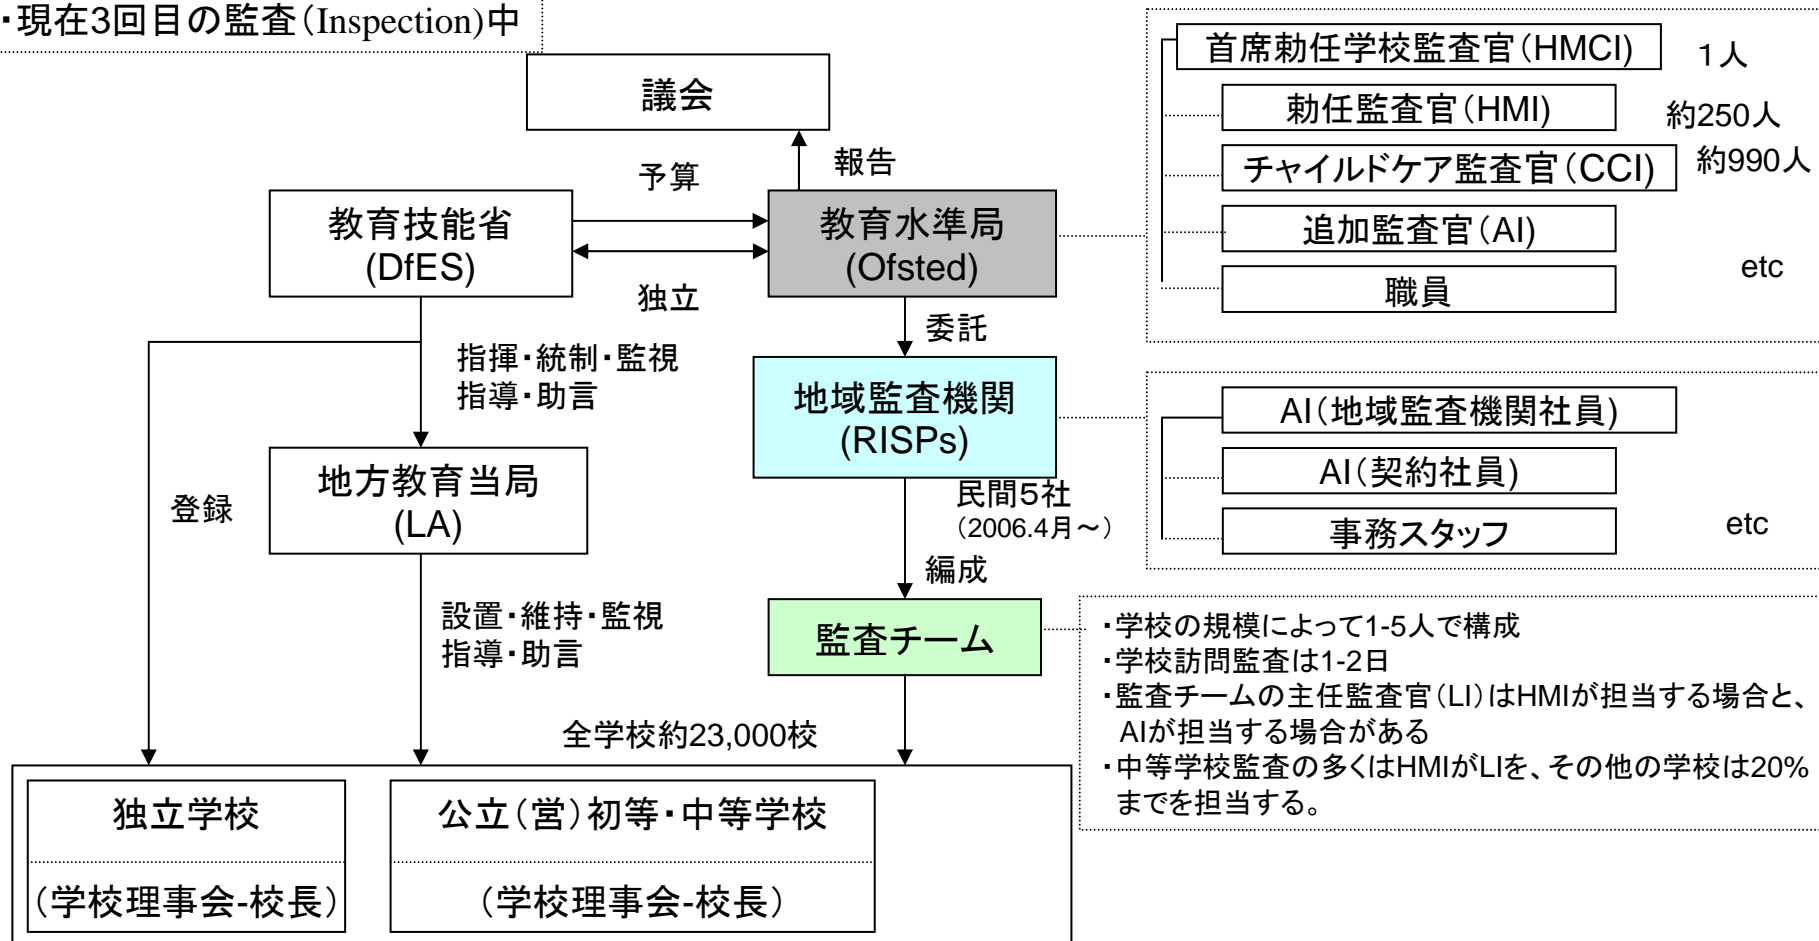 ・現在3回目の監査(Inspection)中
議会
報告
予算
教育技能省
(DfES)
教育水準局
(Ofsted)
独立
委託
指揮・統制・監視
指導・助言
地域監査機関
(RISPs)
民間5社
(2006.4月～)
登録
地方教育当局
(LA)
編成
設置・維持・監視
指導・助言
監査チーム
全学校約23,000校
独立学校
(学校理事会-校長)
公立(営)初等・中等学校
(学校理事会-校長)
首席勅任学校監査官(HMCI)
1人
勅任監査官(HMI)
約250人
チャイルドケア監査官(CCI)
約990人
追加監査官(AI)
etc
職員
AI(地域監査機関社員)
AI(契約社員)
事務スタッフ
etc
・学校の規模によって1-5人で構成
・学校訪問監査は1-2日
・監査チームの主任監査官(LI)はHMIが担当する場合と、
AIが担当する場合がある
・中等学校監査の多くはHMIがLIを、その他の学校は20%
までを担当する。